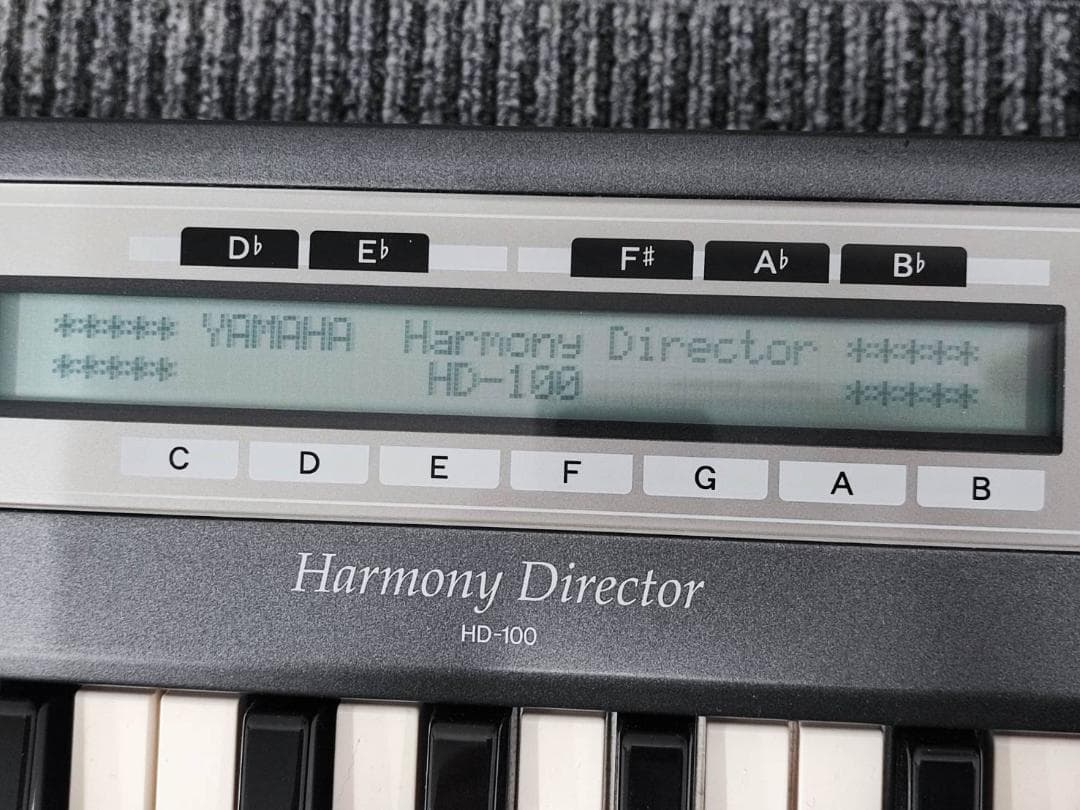 D♭ E♭ F♯ A♭ B♭
***** YAMAHA Harmony Director *****
***** HD-100 *****
C D E F G A B
Harmony Director
HD-100